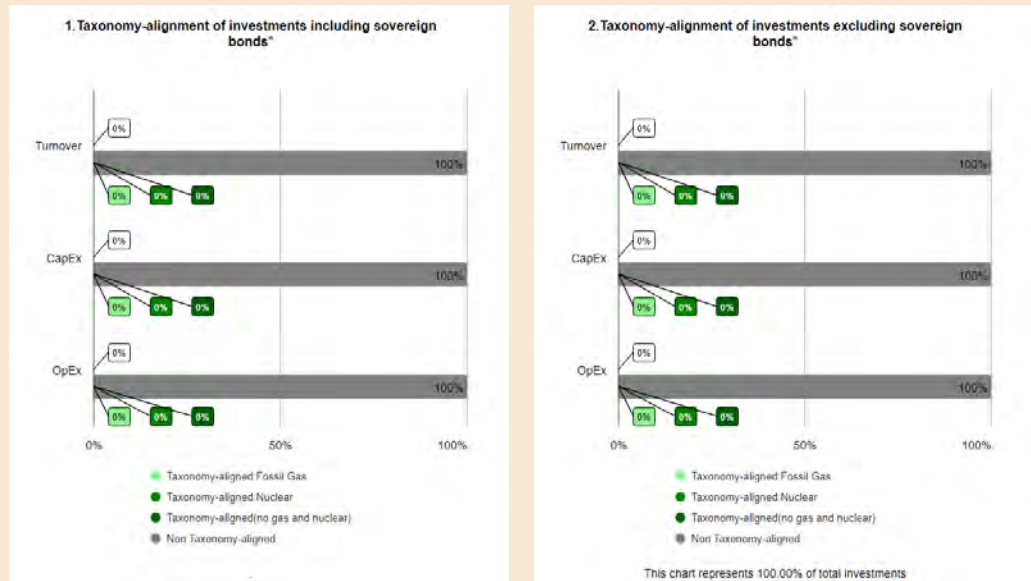 1.Taxonomy-alignment of investments including sovereign
bonds*
Turnover
0%
100%
0% 0% 0%
CapEx
0%
100%
0% 0% 0%
OpEx
0%
100%
0% 0% 0%
0% 50% 100%
Taxonomy-aligned Fossil Gas
Taxonomy-aligned Nuclear
Taxonomy-aligned(no gas and nuclear)
Non Taxonomy-aligned
2.Taxonomy-alignment of investments excluding sovereign
bonds*
Turnover
0%
100%
0% 0% 0%
CapEx
0%
100%
0% 0% 0%
OpEx
0%
100%
0% 0% 0%
0% 50% 100%
Taxonomy-aligned Fossil Gas
Taxonomy-aligned Nuclear
Taxonomy-aligned(no gas and nuclear)
Non Taxonomy-aligned
This chart represents 100.00% of total investments